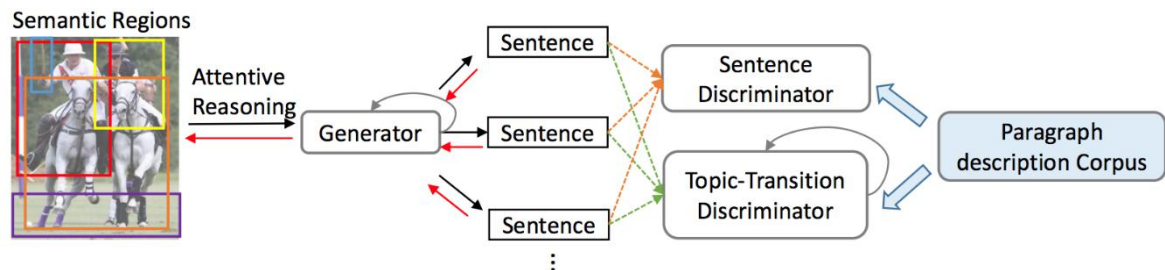 Semantic Regions
Attentive
Reasoning
Generator
Sentence
Sentence
Sentence
...
Sentence
Discriminator
Topic-Transition
Discriminator
Paragraph
description Corpus